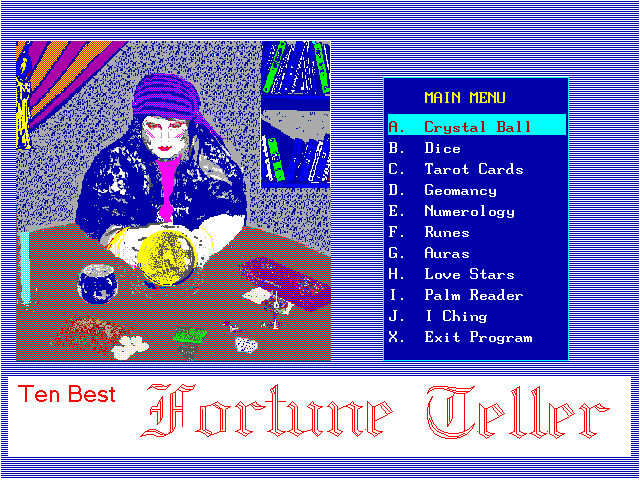 MAIN MENU
A. Crystal Ball
B. Dice
C. Tarot Cards
D. Geomancy
E. Numerology
F. Runes
G. Auras
H. Love Stars
I. Palm Reader
J. I Ching
X. Exit Program
Ten Best Fortune Teller